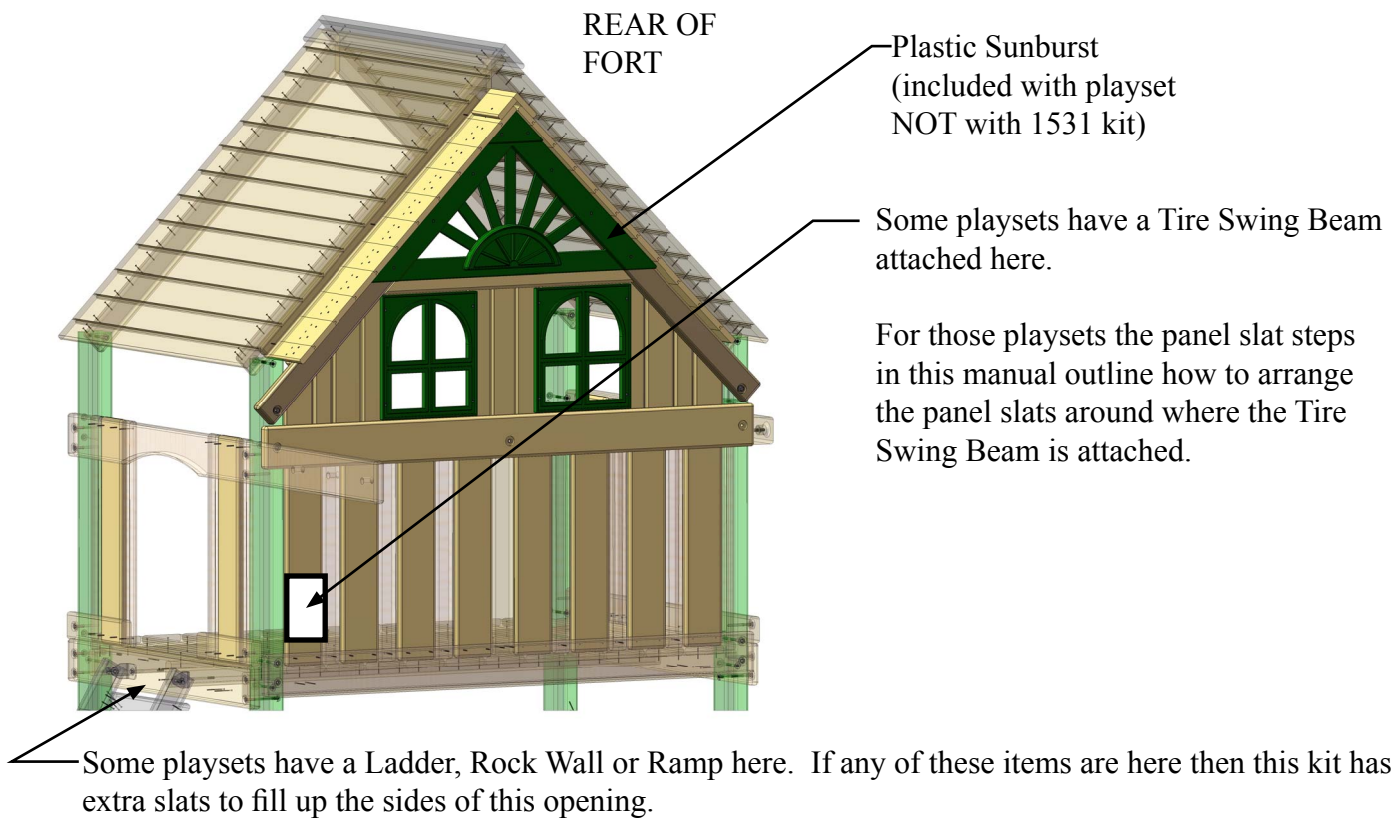 REAR OF
FORT
Plastic Sunburst
(included with playset
NOT with 1531 kit)
Some playsets have a Tire Swing Beam
attached here.
For those playsets the panel slat steps
in this manual outline how to arrange
the panel slats around where the Tire
Swing Beam is attached.
Some playsets have a Ladder, Rock Wall or Ramp here.  If any of these items are here then this kit has
extra slats to fill up the sides of this opening.